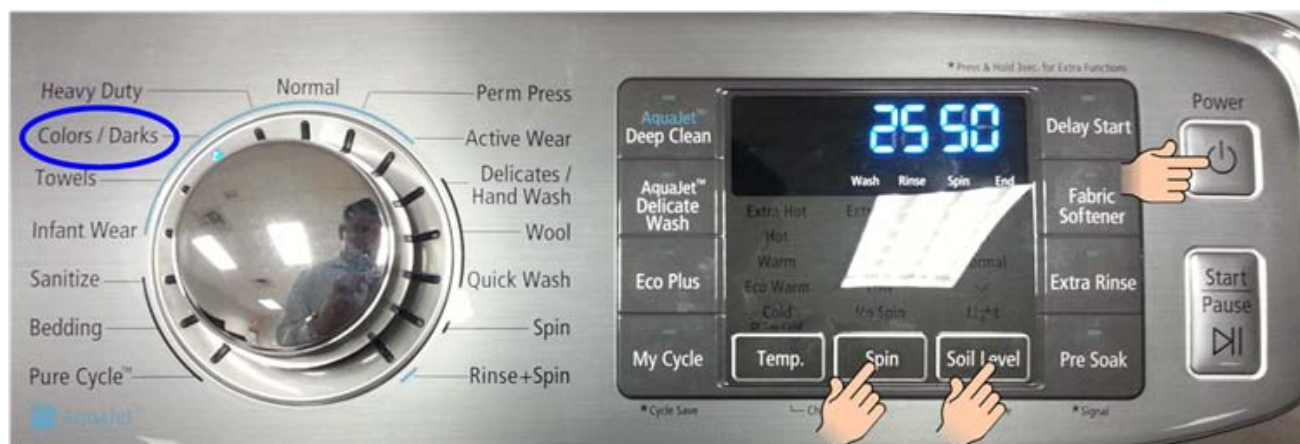 Heavy Duty
Colors / Darks
Towels
Infant Wear
Sanitize
Bedding
Pure Cycle™
AquaJet™
Normal
Perm Press
Active Wear
Delicates /
Hand Wash
Wool
Quick Wash
Spin
Rinse+Spin
* Press & Hold 3sec. for Extra Functions
AquaJet™
Deep Clean
AquaJet™
Delicate
Wash
Eco Plus
My Cycle
* Cycle Save
25 50
Wash Rinse Spin End
Extra Hot
Hot
Warm
Eco Warm
Cold
No Spin
Light
Temp.
Spin
Soil Level
Delay Start
Fabric
Softener
Extra Rinse
Pre Soak
* Signal
Power
Start
Pause